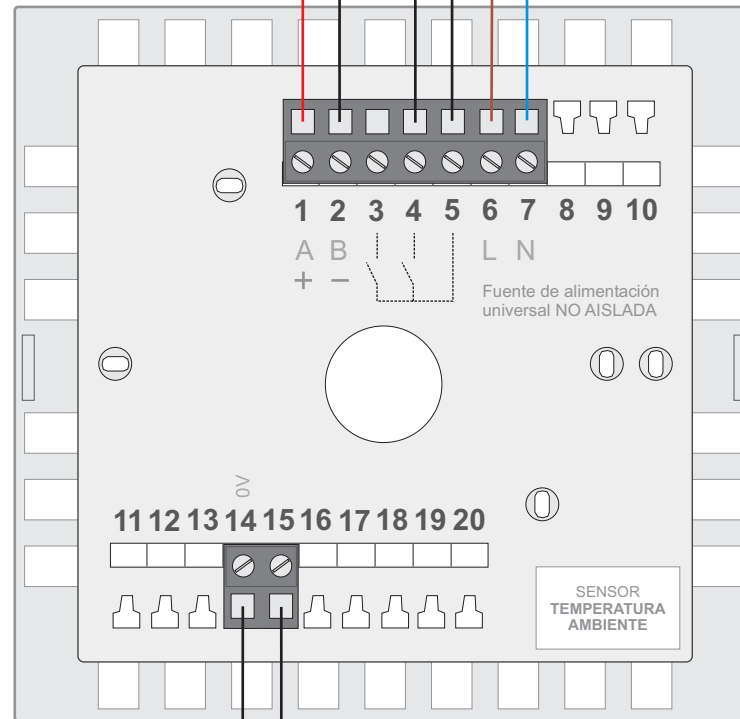 1 2 3 4 5 6 7 8 9 10
A B L N
+ −
Fuente de alimentación
universal NO AISLADA
0V
11 12 13 14 15 16 17 18 19 20
SENSOR
TEMPERATURA
AMBIENTE